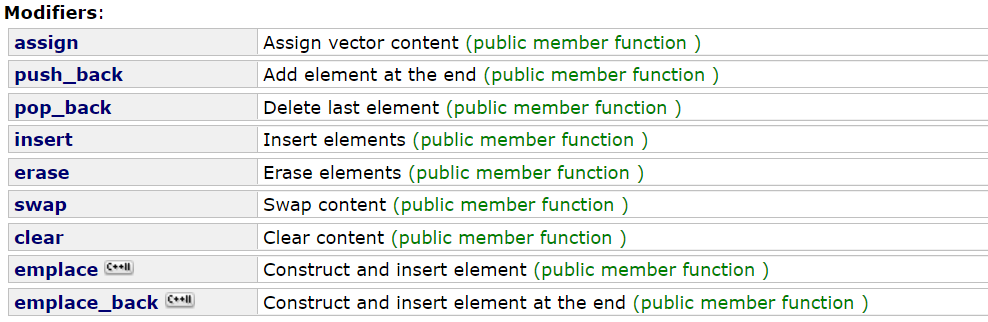 Modifiers:
assign Assign vector content (public member function )
push_back Add element at the end (public member function )
pop_back Delete last element (public member function )
insert Insert elements (public member function )
erase Erase elements (public member function )
swap Swap content (public member function )
clear Clear content (public member function )
emplace C++11 Construct and insert element (public member function )
emplace_back C++11 Construct and insert element at the end (public member function )